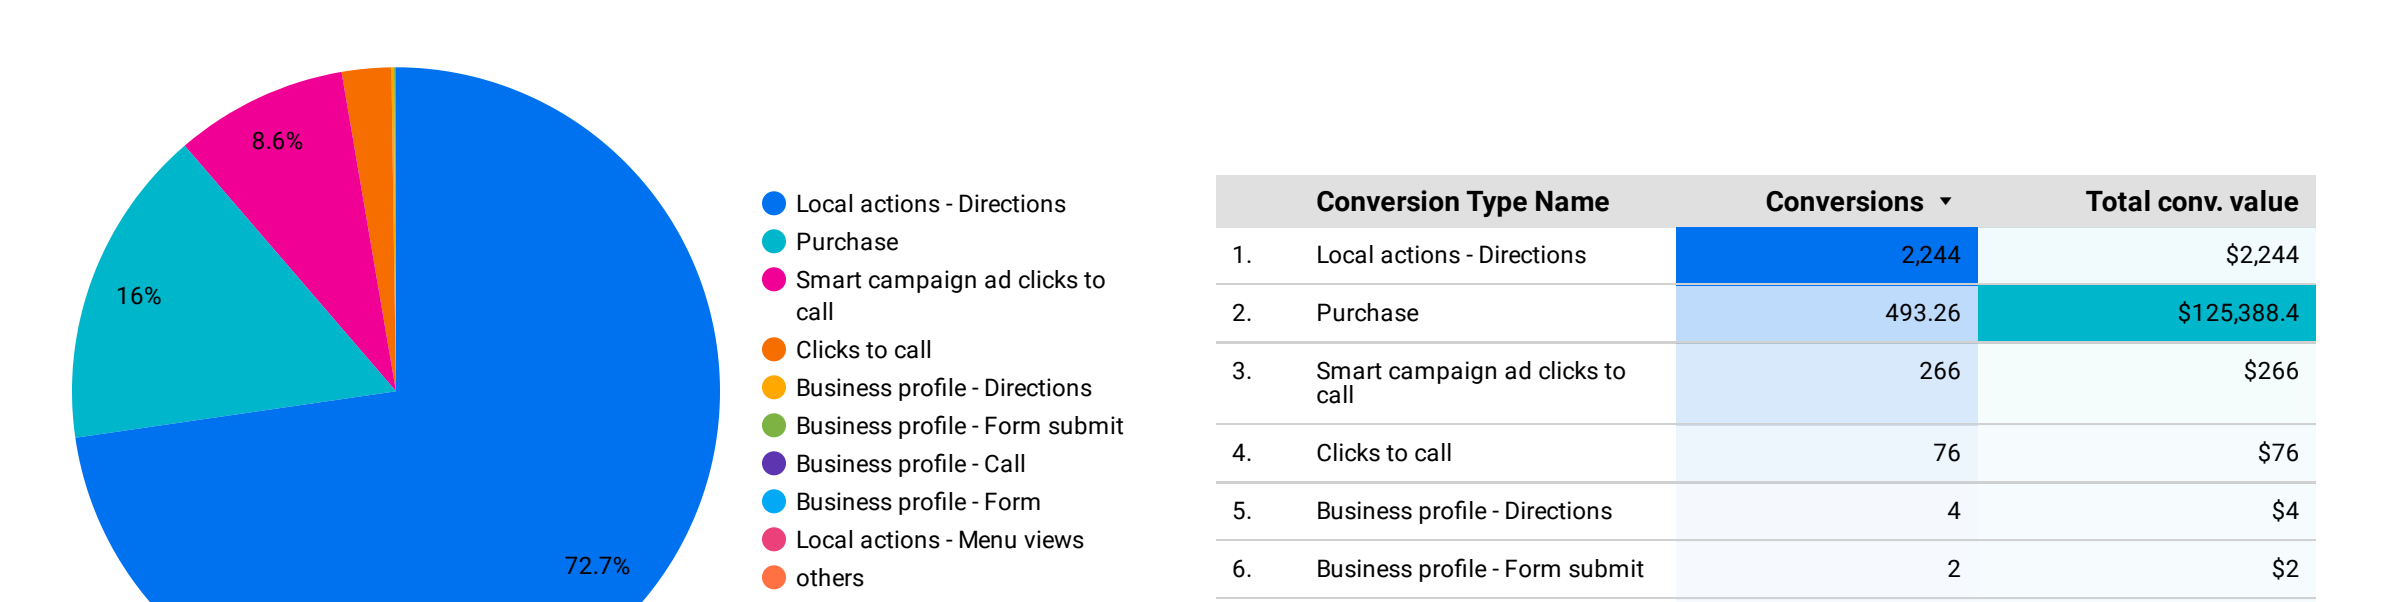 8.6%
16%
72.7%
Local actions - Directions
Purchase
Smart campaign ad clicks to
call
Clicks to call
Business profile - Directions
Business profile - Form submit
Business profile - Call
Business profile - Form
Local actions - Menu views
others
Conversion Type Name Conversions Total conv. value
1. Local actions - Directions 2,244 $2,244
2. Purchase 493.26 $125,388.4
3. Smart campaign ad clicks to 266 $266
call
4. Clicks to call 76 $76
5. Business profile - Directions 4 $4
6. Business profile - Form submit 2 $2